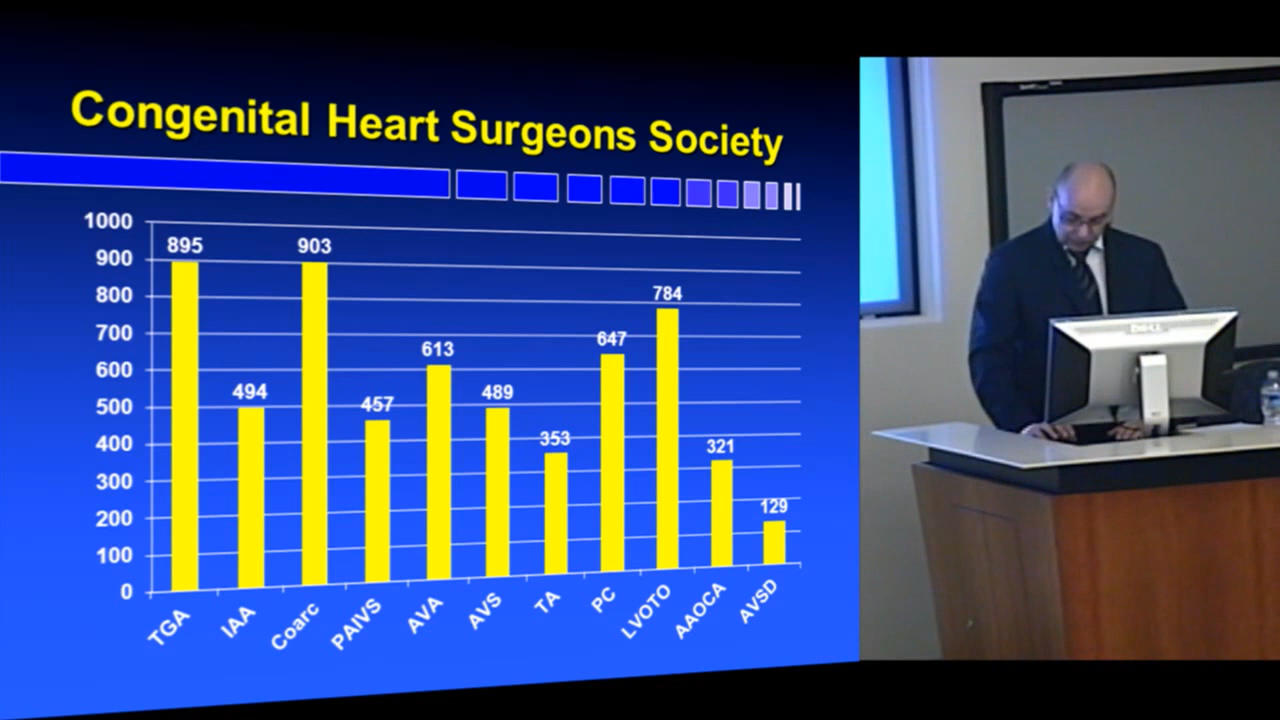 Congenital Heart Surgeons Society
1000
900
800
700
600
500
400
300
200
100
0
895
494
903
457
613
489
353
647
784
321
129
TGA
IAA
Coarc
PAIVS
AVA
AVS
TA
PC
LVOTO
AAOCA
AVSD
DELL